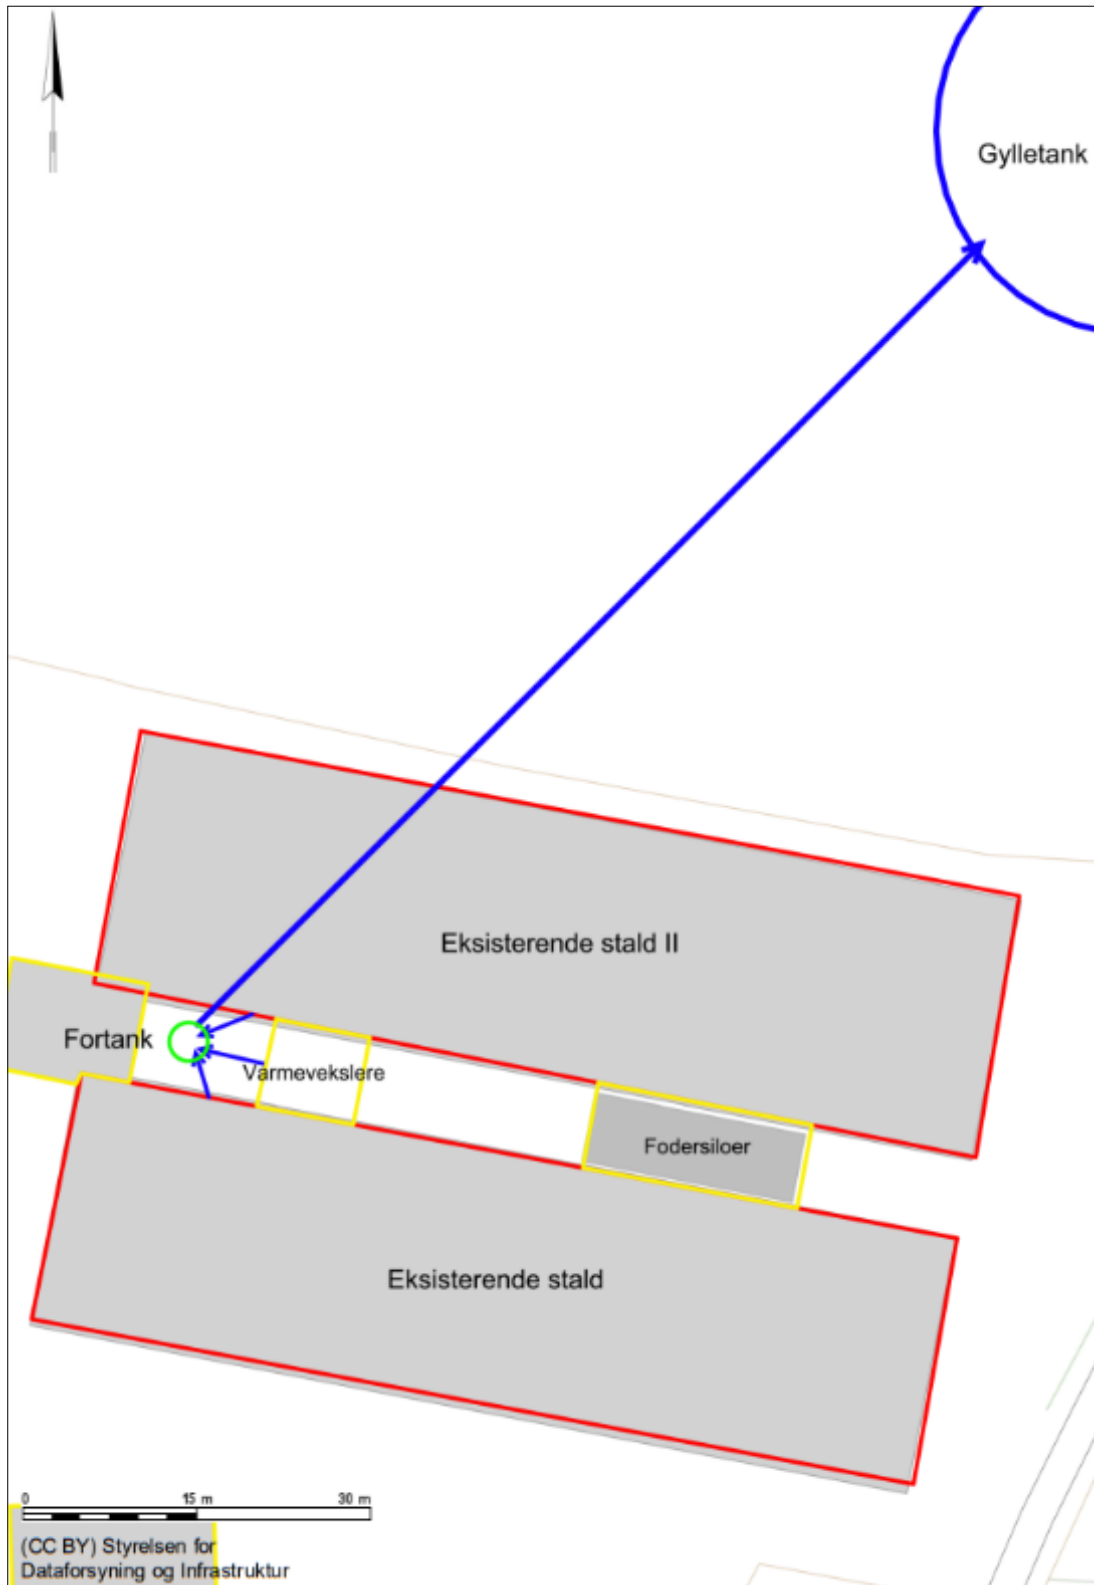 Gylletank
Eksisterende stald II
Fortank
Varmevekslere
Fodersiloer
Eksisterende stald
0 15 m 30 m
(CC BY) Styrelsen for
Dataforsyning og Infrastruktur